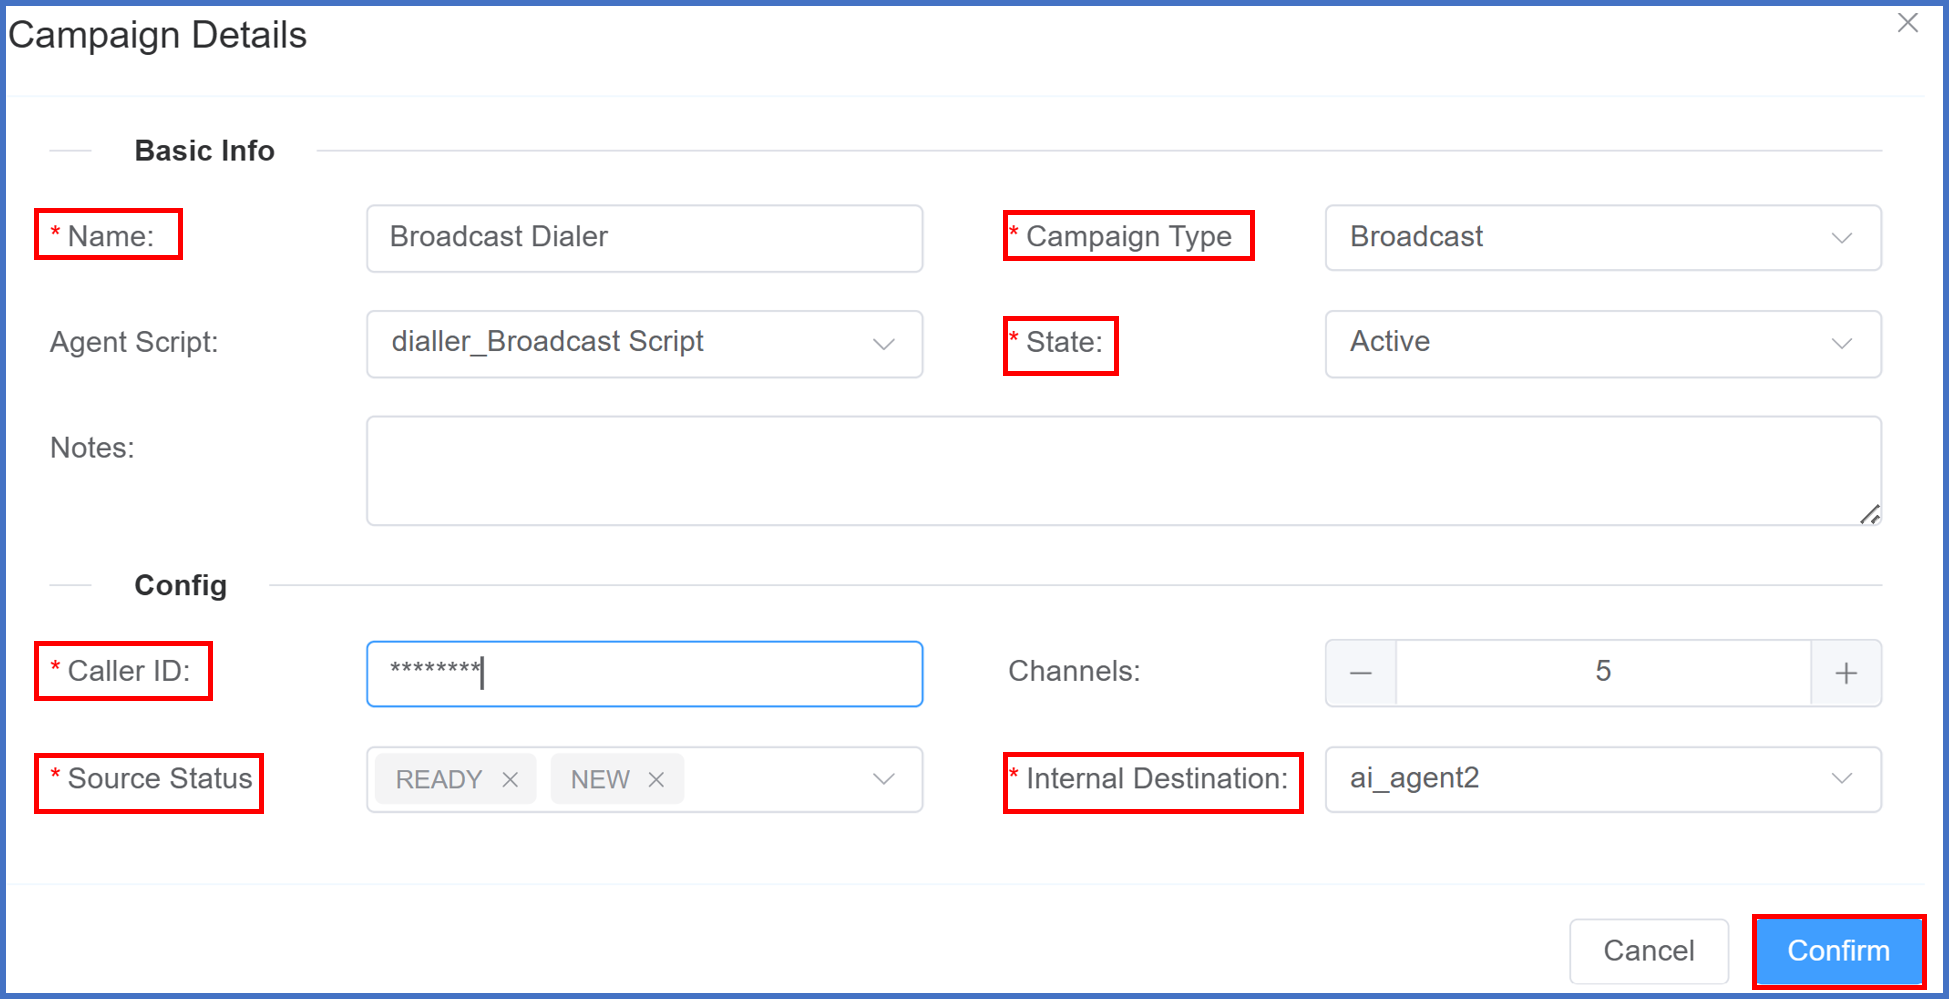 Campaign Details
Basic Info
* Name: Broadcast Dialer * Campaign Type Broadcast
Agent Script: dialler_Broadcast Script * State: Active
Notes:
Config
* Caller ID: ******** Channels: 5
* Source Status READY NEW * Internal Destination: ai_agent2
Cancel Confirm